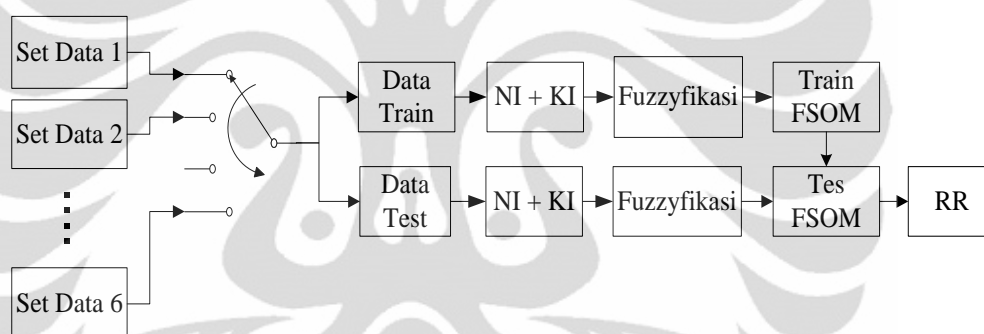 Set Data 1
Set Data 2
Set Data 6
Data
Train
NI + KI
Fuzzyfikasi
Train
FSOM
Data
Test
NI + KI
Fuzzyfikasi
Tes
FSOM
RR